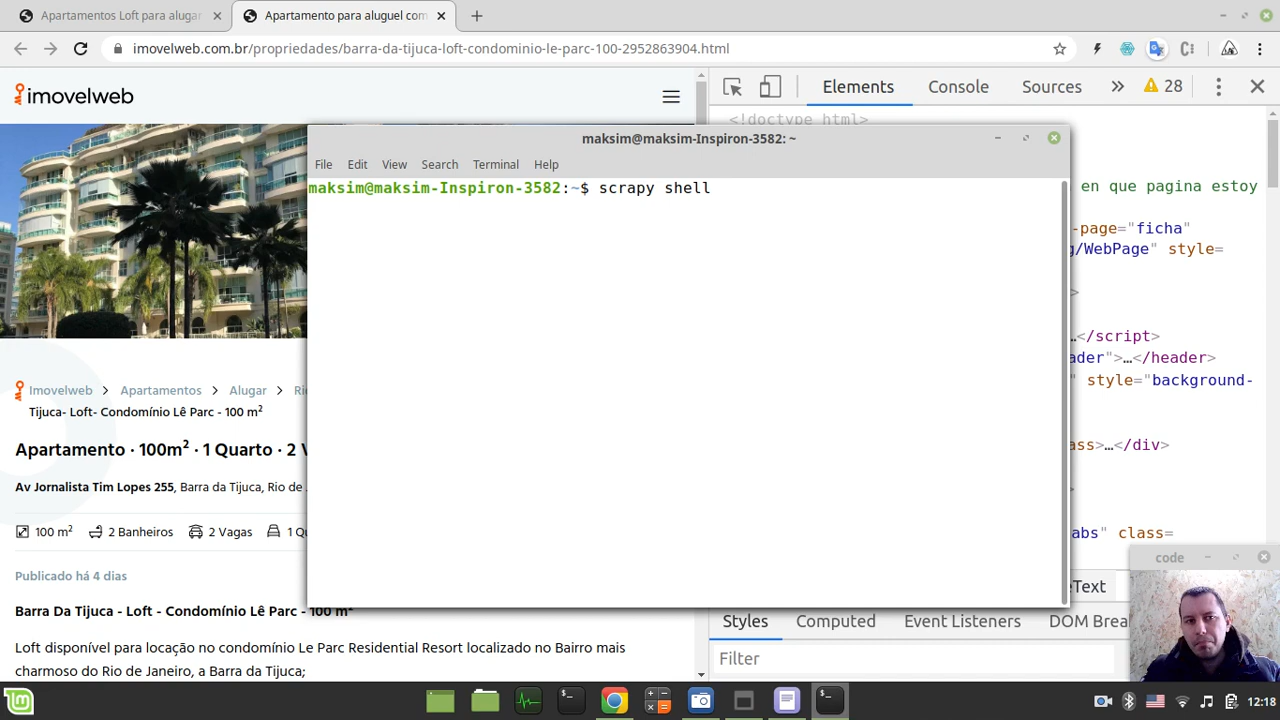 Apartamentos Loft para alugar
Apartamento para aluguel com
imovelweb.com.br/propriedades/barra-da-tijuca-loft-condominio-le-parc-100-2952863904.html
imovelweb
Elements
Console
Sources
»
28
<!doctype html>
maksim@maksim-Inspiron-3582: ~
File Edit View Search Terminal Help
maksim@maksim-Inspiron-3582:~$ scrapy shell
en que pagina estoy
-page="ficha"
g/WebPage" style=
>
…</script>
ader">…</header>
" style="background-
ass>…</div>
>
abs" class=
Imovelweb > Apartamentos > Alugar >
Tijuca- Loft- Condomínio Lê Parc - 100 m²
Apartamento · 100m² · 1 Quarto · 2
Av Jornalista Tim Lopes 255, Barra da Tijuca, Rio de
100 m² 2 Banheiros 2 Vagas
Publicado há 4 dias
Barra Da Tijuca - Loft - Condomínio Lê Parc - 100 m²
Loft disponível para locação no condomínio Le Parc Residential Resort localizado no Bairro mais
charmoso do Rio de Janeiro, a Barra da Tijuca;
code
eText
Styles Computed Event Listeners DOM Brea
Filter
12:18